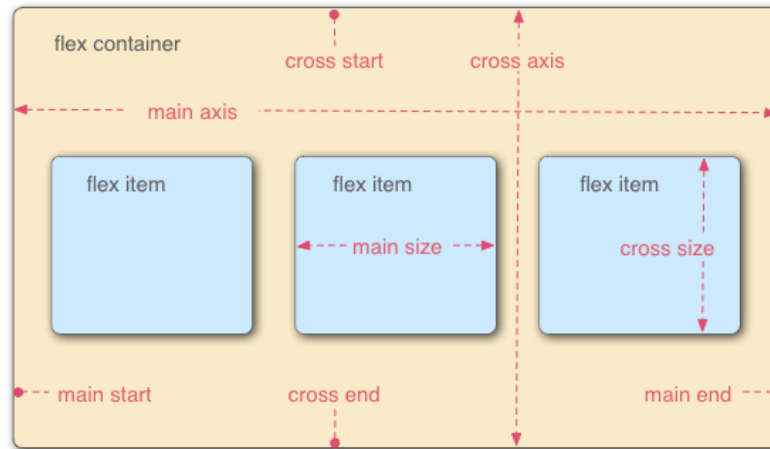 flex container
cross start
cross axis
main axis
flex item
flex item
flex item
main size
cross size
main start
cross end
main end